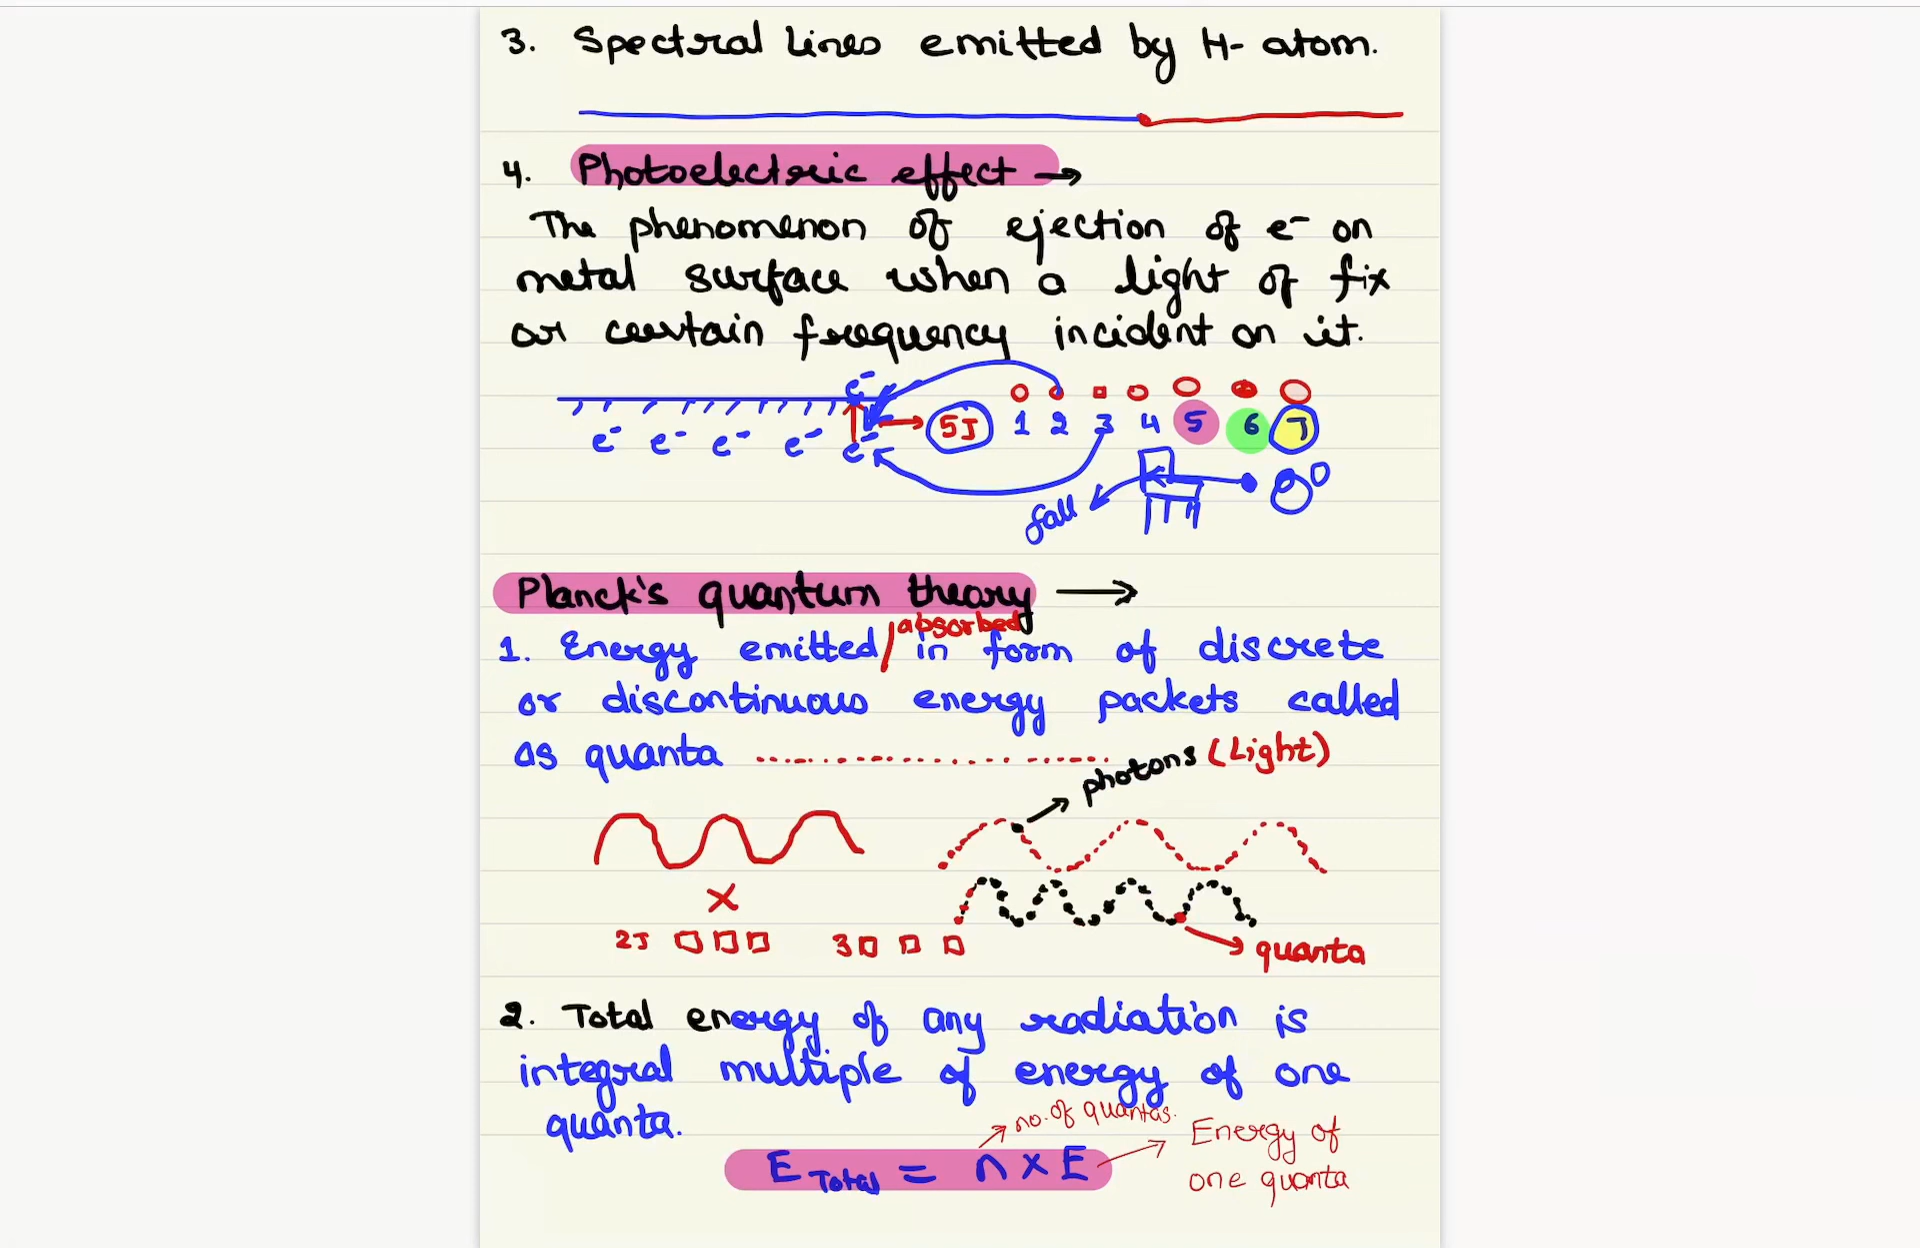 3. Spectral Lines emitted by H- atom.
4. Photoelectric effect →
The phenomenon of ejection of e⁻ on
metal surface when a light of fix
or certain frequency incident on it.
e⁻
e⁻ e⁻ e⁻ e⁻ e⁻ → 5J 1 2 3 4 5 6 7
fall
Planck's quantum theory →
absorbed
1. Energy emitted / in form of discrete
or discontinuous energy packets called
as quanta
photons (Light)
2J 3
quanta
2. Total energy of any radiation is
integral multiple of energy of one
quanta.
no. of quantas.
E Total = n × E
Energy of
one quanta